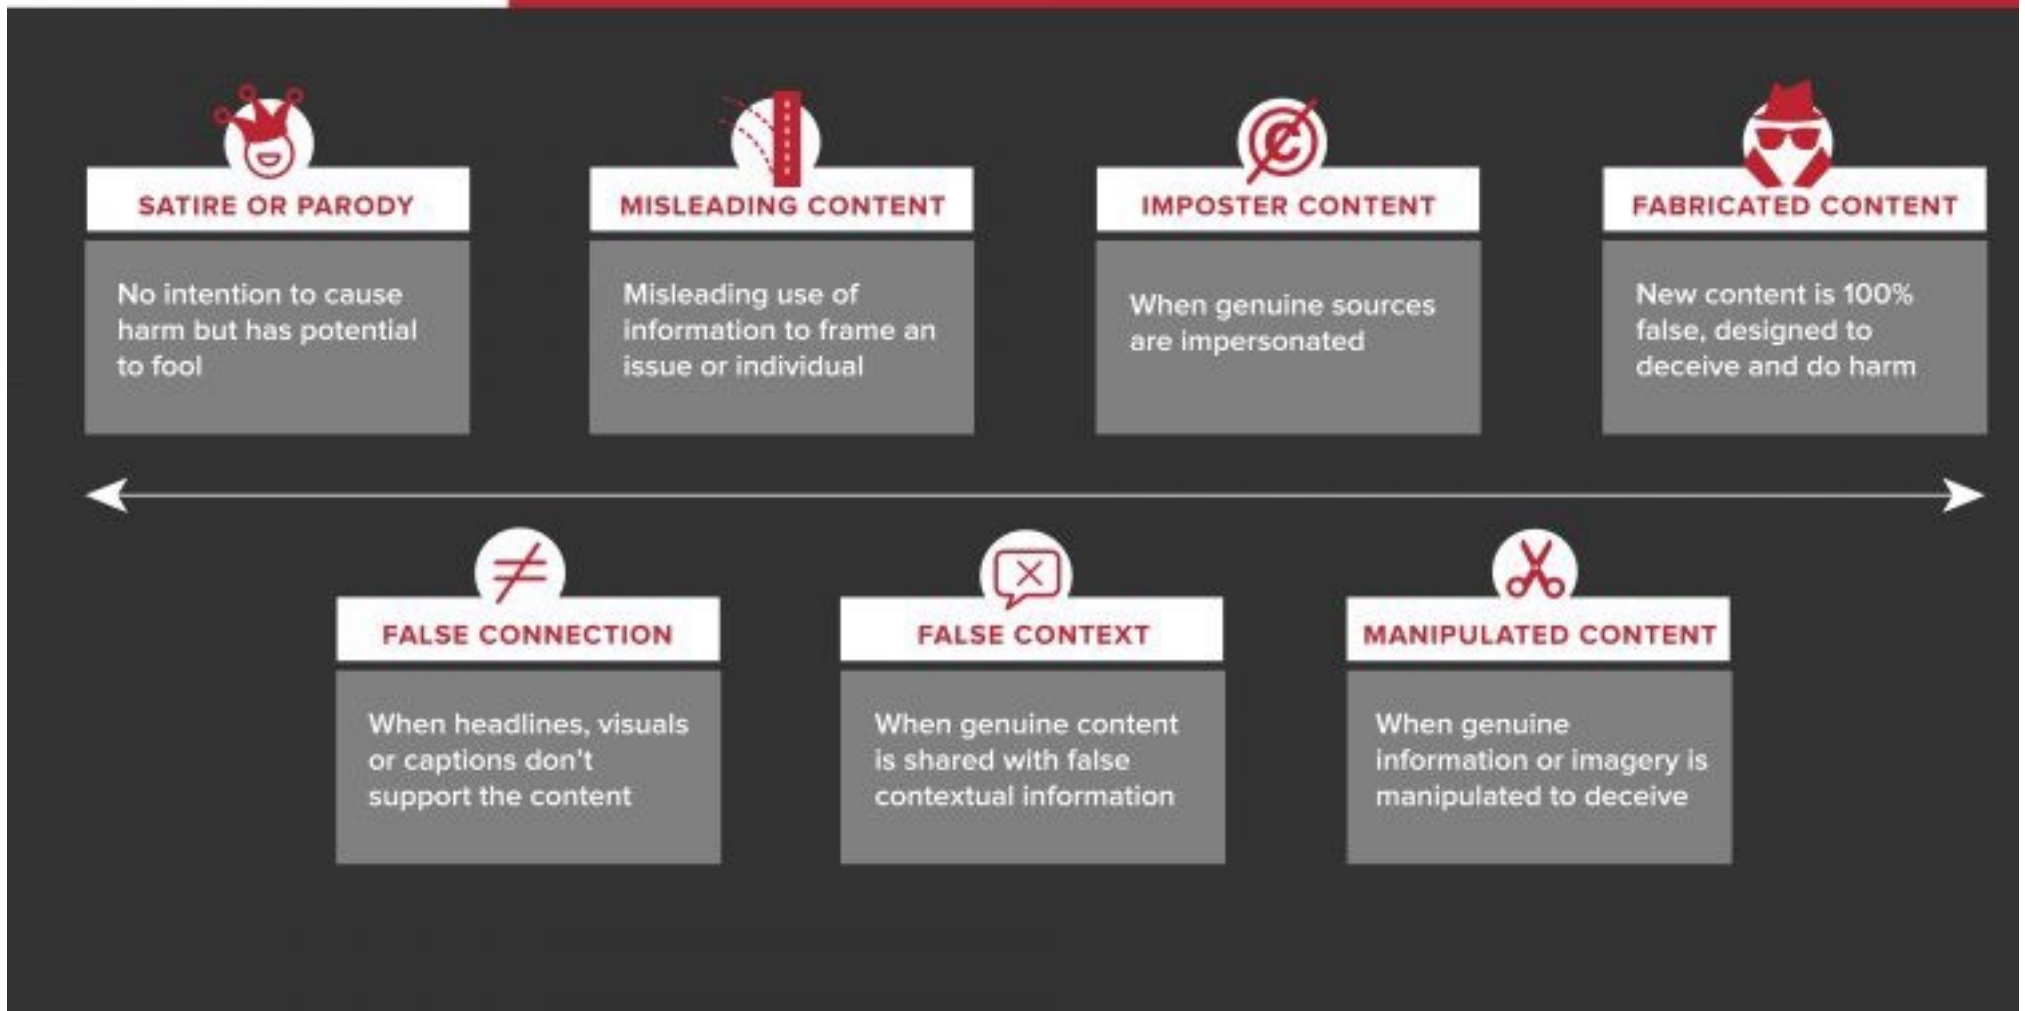 SATIRE OR PARODY
No intention to cause
harm but has potential
to fool
MISLEADING CONTENT
Misleading use of
information to frame an
issue or individual
IMPOSTER CONTENT
When genuine sources
are impersonated
FABRICATED CONTENT
New content is 100%
false, designed to
deceive and do harm
FALSE CONNECTION
When headlines, visuals
or captions don't
support the content
FALSE CONTEXT
When genuine content
is shared with false
contextual information
MANIPULATED CONTENT
When genuine
information or imagery is
manipulated to deceive